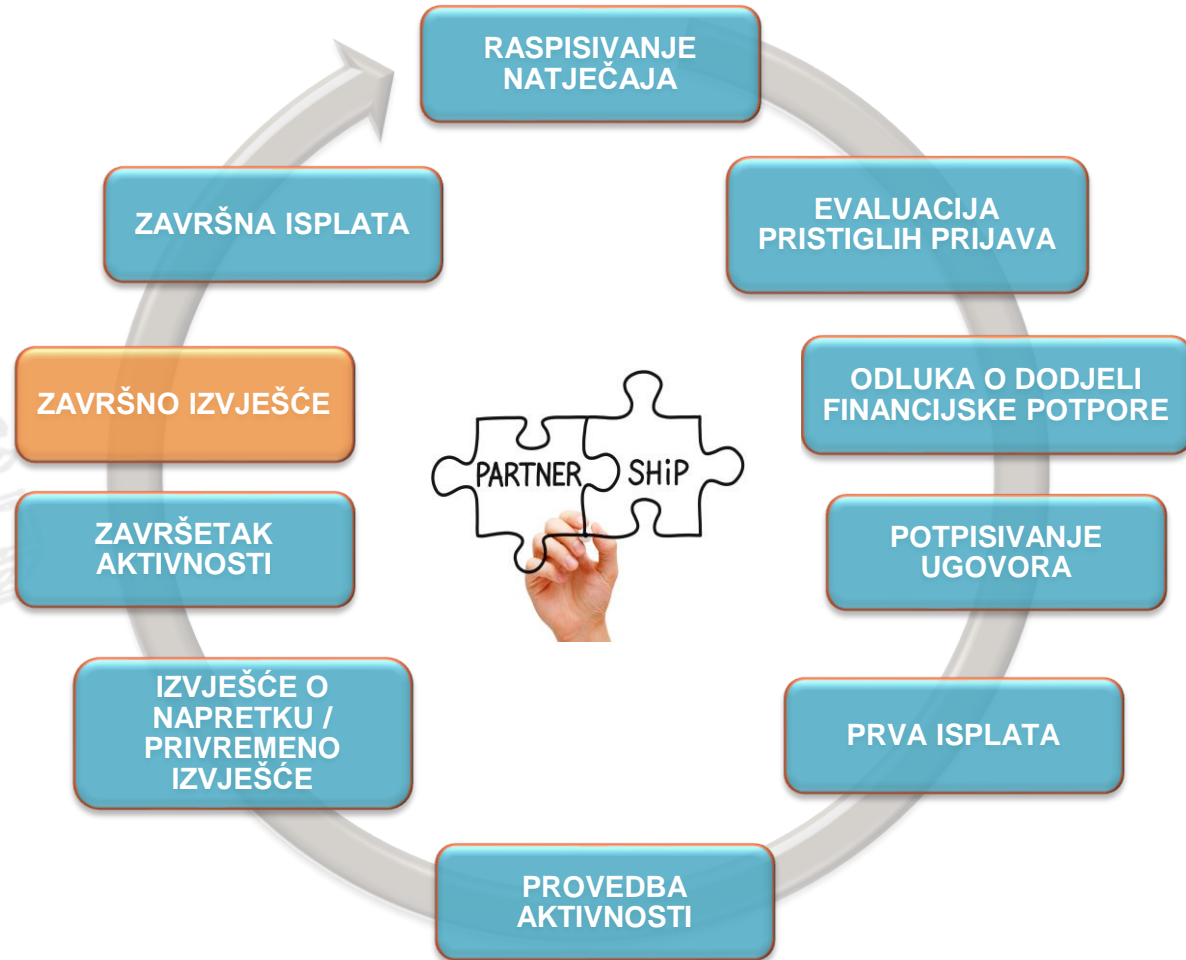 RASPISIVANJE
NATJEČAJA
EVALUACIJA
PRISTIGLIH PRIJAVA
ODLUKA O DODJELI
FINANCIJSKE POTPORE
POTPISIVANJE
UGOVORA
PRVA ISPLATA
PROVEDBA
AKTIVNOSTI
IZVJEŠĆE O
NAPRETKU /
PRIVREMENO
IZVJEŠĆE
ZAVRŠETAK
AKTIVNOSTI
ZAVRŠNO IZVJEŠĆE
ZAVRŠNA ISPLATA
PARTNER SHiP